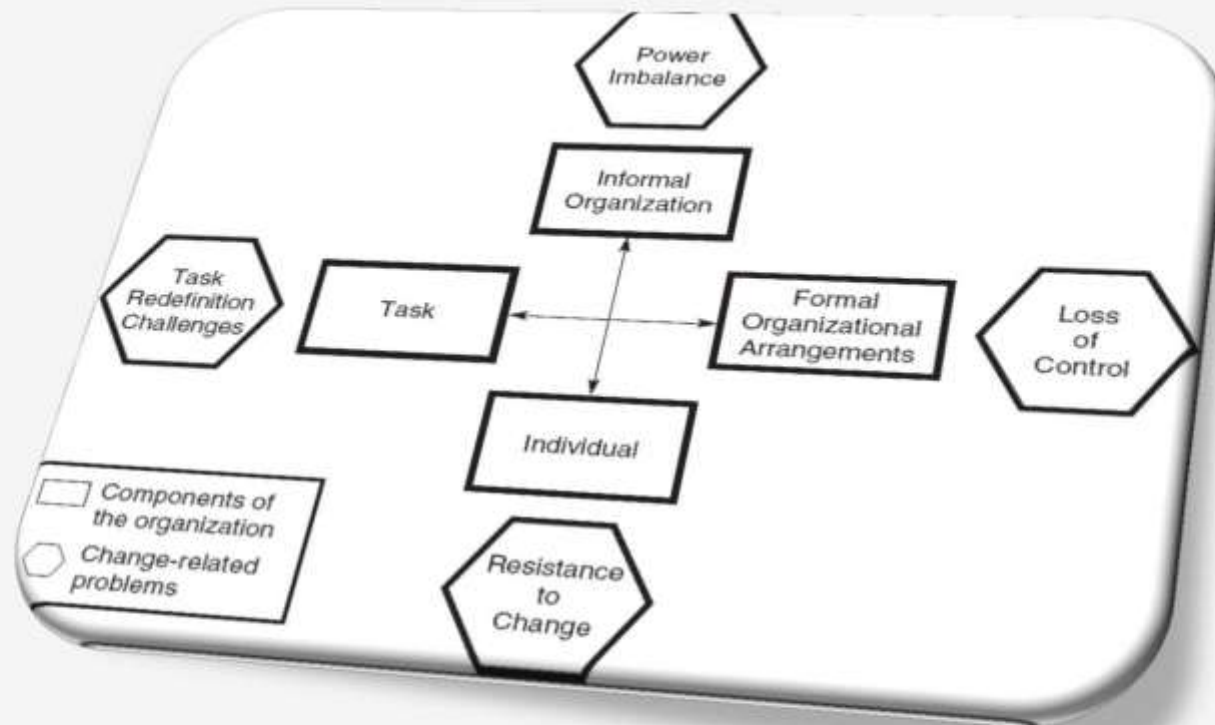 Power
Imbalance
Informal
Organization
Task
Redefinition
Challenges
Task
Formal
Organizational
Arrangements
Loss
of
Control
Individual
Resistance
to
Change
Components of
the organization
Change-related
problems